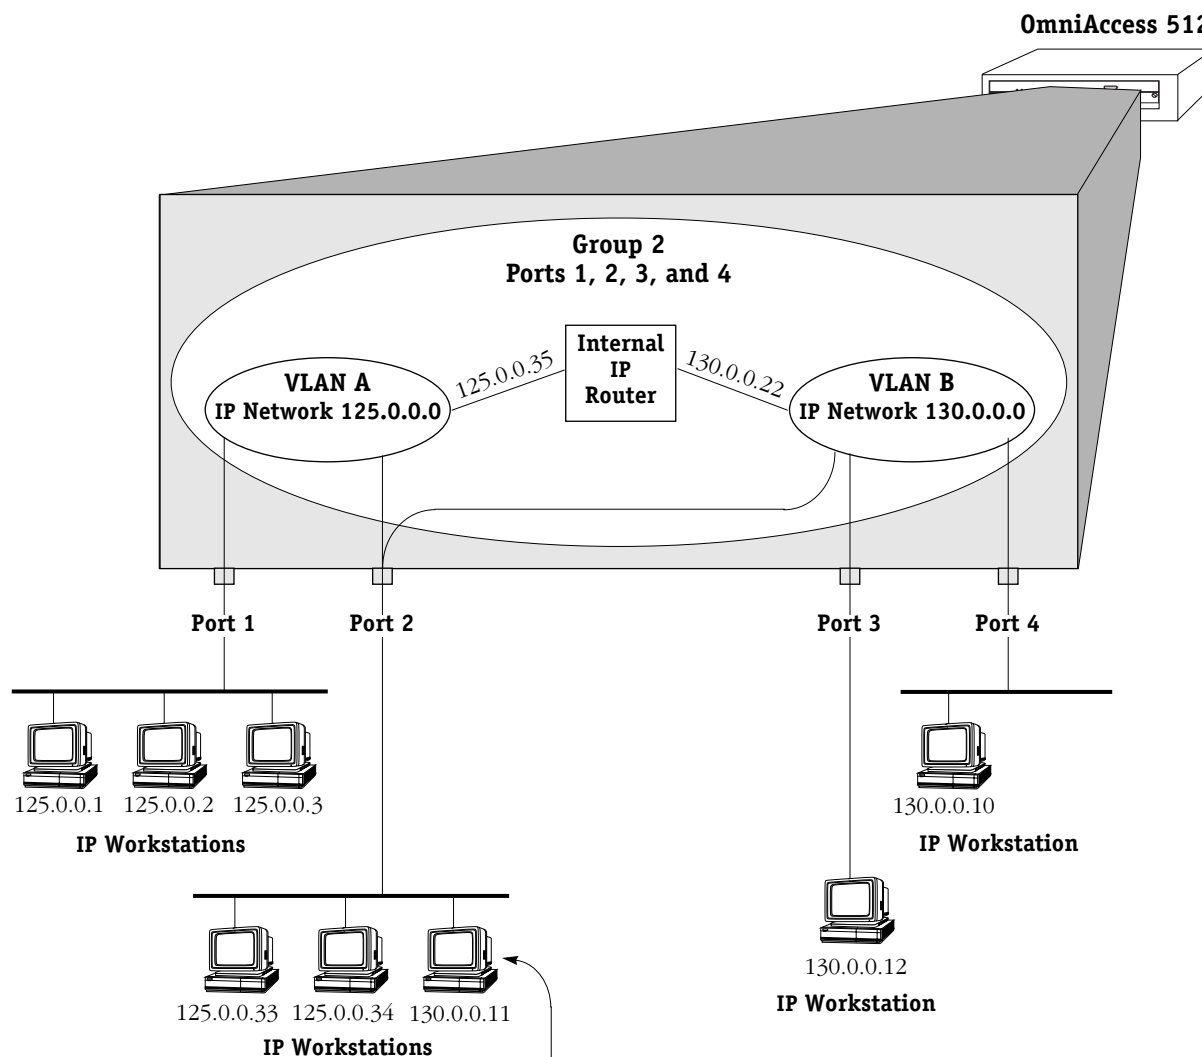 OmniAccess 512
Group 2
Ports 1, 2, 3, and 4
Internal
IP
Router
125.0.0.35
130.0.0.22
VLAN A
IP Network 125.0.0.0
VLAN B
IP Network 130.0.0.0
Port 1
Port 2
Port 3
Port 4
125.0.0.1
125.0.0.2
125.0.0.3
IP Workstations
130.0.0.10
IP Workstation
125.0.0.33
125.0.0.34
130.0.0.11
IP Workstations
130.0.0.12
IP Workstation